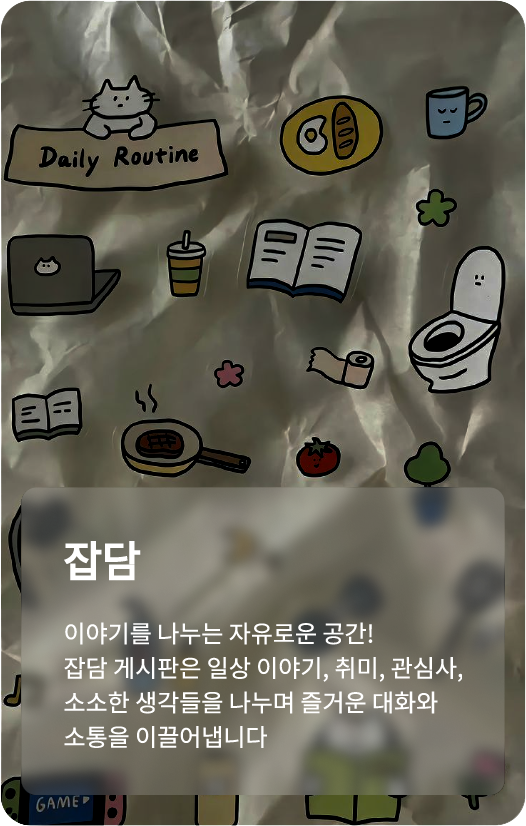 Daily Routine
잡담
이야기를 나누는 자유로운 공간!
잡담 게시판은 일상 이야기, 취미, 관심사,
소소한 생각들을 나누며 즐거운 대화와
소통을 이끌어냅니다
GAME